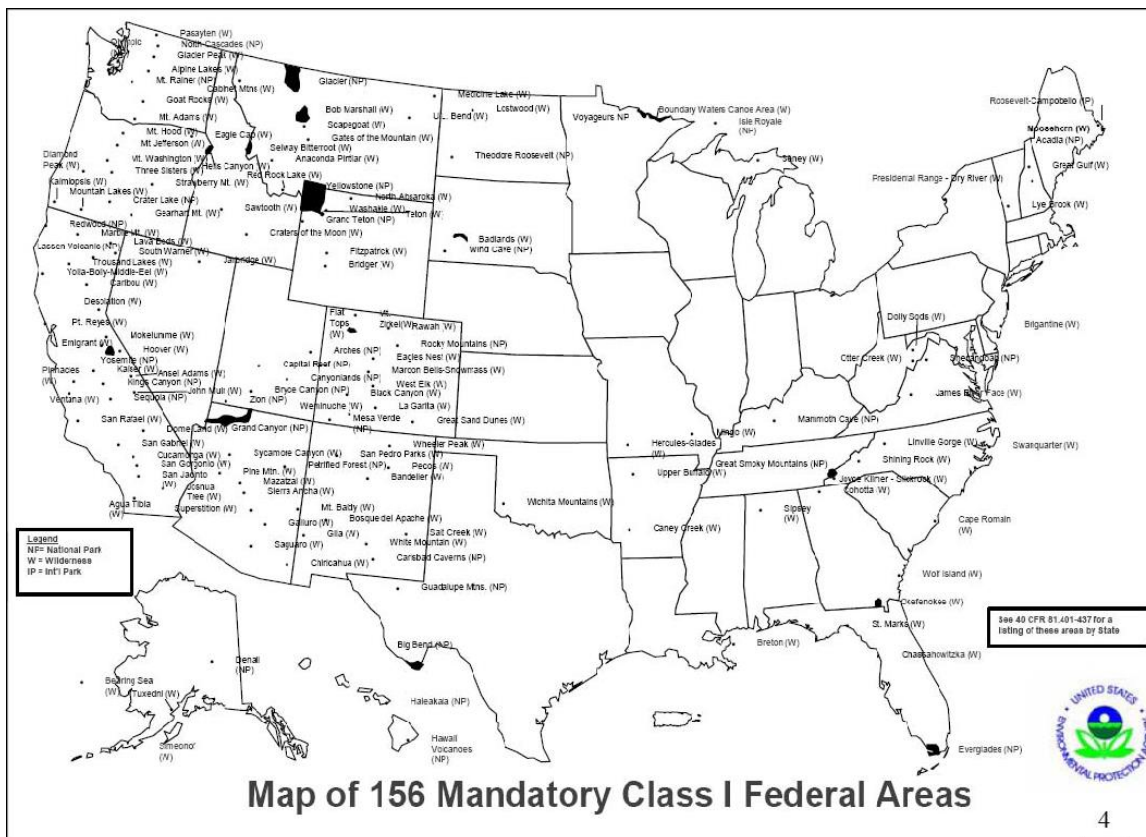 Pasayten (W)
North Cascades (NP)
Glacier Peak (W)
Alpine Lakes (W)
Mt. Rainer (NP)
Goat Rocks (W)
Mt. Adams (W)
Mt. Hood (W)
Mt Jefferson (W)
Mt. Washington (W)
Three Sisters (W)
Strawberry Mt. (W)
Diamond
Peak (W)
Kalmiopsis (W)
Mountain Lakes (W)
Crater Lake (NP)
Gearhart Mt. (W)
Eagle Cap (W)
Hells Canyon (W)
Cabinet Mtns (W)
Glacier (NP)
Bob Marshall (W)
Scapegoat (W)
Gates of the Mountain (W)
Selway Bitterroot (W)
Anaconda Pintlar (W)
Red Rock Lake (W)
Medicine Lake (W)
U.L. Bend (W)
Lostwood (W)
Theodore Roosevelt (NP)
Yellowstone (NP)
North Absaroka (W)
Washakie (W)
Teton (W)
Grand Teton (NP)
Sawtooth (W)
Craters of the Moon (W)
Fitzpatrick (W)
Bridger (W)
Badlands (W)
Wind Cave (NP)
Voyageurs NP
Boundary Waters Canoe Area (W)
Isle Royale
(NP)
Seney (W)
Roosevelt-Campobello (IP)
Moosehorn (W)
Acadia (NP)
Great Gulf (W)
Presidential Range - Dry River (W)
Lye Brook (W)
Redwood (NP)
Marble Mt. (W)
Lava Beds (W)
Lassen Volcanic (NP)
South Warner (W)
Thousand Lakes (W)
Yolla-Bolly-Middle-Eel (W)
Caribou (W)
Jarbridge (W)
Desolation (W)
Pt. Reyes (W)
Mokelumme (W)
Emigrant (W)
Hoover (W)
Yosemite (NP)
Kaiser (W)
Ansel Adams (W)
Pinnaces
(W)
Kings Canyon (NP)
John Muir (W)
Ventana (W)
Sequoia (NP)
San Rafael (W)
Dome Land (W)
San Gabriel (W)
Cucamonga (W)
San Gorgonio (W)
San Jacinto
(W)
Joshua
Tree (W)
Agua Tibia
(W)
Flat
Tops
(W)
Mt.
Zirkel (W)
Rawah (W)
Rocky Mountains (NP)
Arches (NP)
Eagles Nest (W)
Capital Reef (NP)
Maroon Bells-Snowmass (W)
Canyonlands (NP)
West Elk (W)
Bryce Canyon (NP)
Black Canyon (W)
Zion (NP)
Weminuche (W)
La Garita (W)
Mesa Verde
(NP)
Great Sand Dunes (W)
Grand Canyon (NP)
Wheeler Peak (W)
Sycamore Canyon (W)
San Pedro Parks (W)
Pine Mtn. (W)
Petrified Forest (NP)
Pecos (W)
Mazatzal (W)
Bandelier (W)
Sierra Ancha (W)
Superstition (W)
Mt. Baldy (W)
Bosque del Apache (W)
Galiuro (W)
Gila (W)
Salt Creek (W)
Saguaro (W)
White Mountain (W)
Chiricahua (W)
Carlsbad Caverns (NP)
Guadalupe Mtns. (NP)
Big Bend (NP)
Wichita Mountains (W)
Caney Creek (W)
Upper Buffalo (W)
Hercules-Glades
(W)
Mingo (W)
Mammoth Cave (NP)
Dolly Sods (W)
Otter Creek (W)
Shenandoah (NP)
James River Face (W)
Brigantine (W)
Linville Gorge (W)
Swanquarter (W)
Shining Rock (W)
Great Smoky Mountains (NP)
Joyce Kilner - Slickrock (W)
Cohotta (W)
Sipsey
(W)
Cape Romain
(W)
Wolf Island (W)
Okefenokee (W)
St. Marks (W)
Breton (W)
Chassahowitzka (W)
Everglades (NP)
Legend
NP= National Park
W = Wilderness
IP = Int'l Park
Denali
(NP)
Bearing Sea
(W)
Tuxedni (W)
Simeonof
(W)
Haleakala (NP)
Hawaii
Volcanoes
(NP)
See 40 CFR 81.401-437 for a
listing of these areas by State
UNITED STATES
ENVIRONMENTAL PROTECTION
Map of 156 Mandatory Class I Federal Areas
4